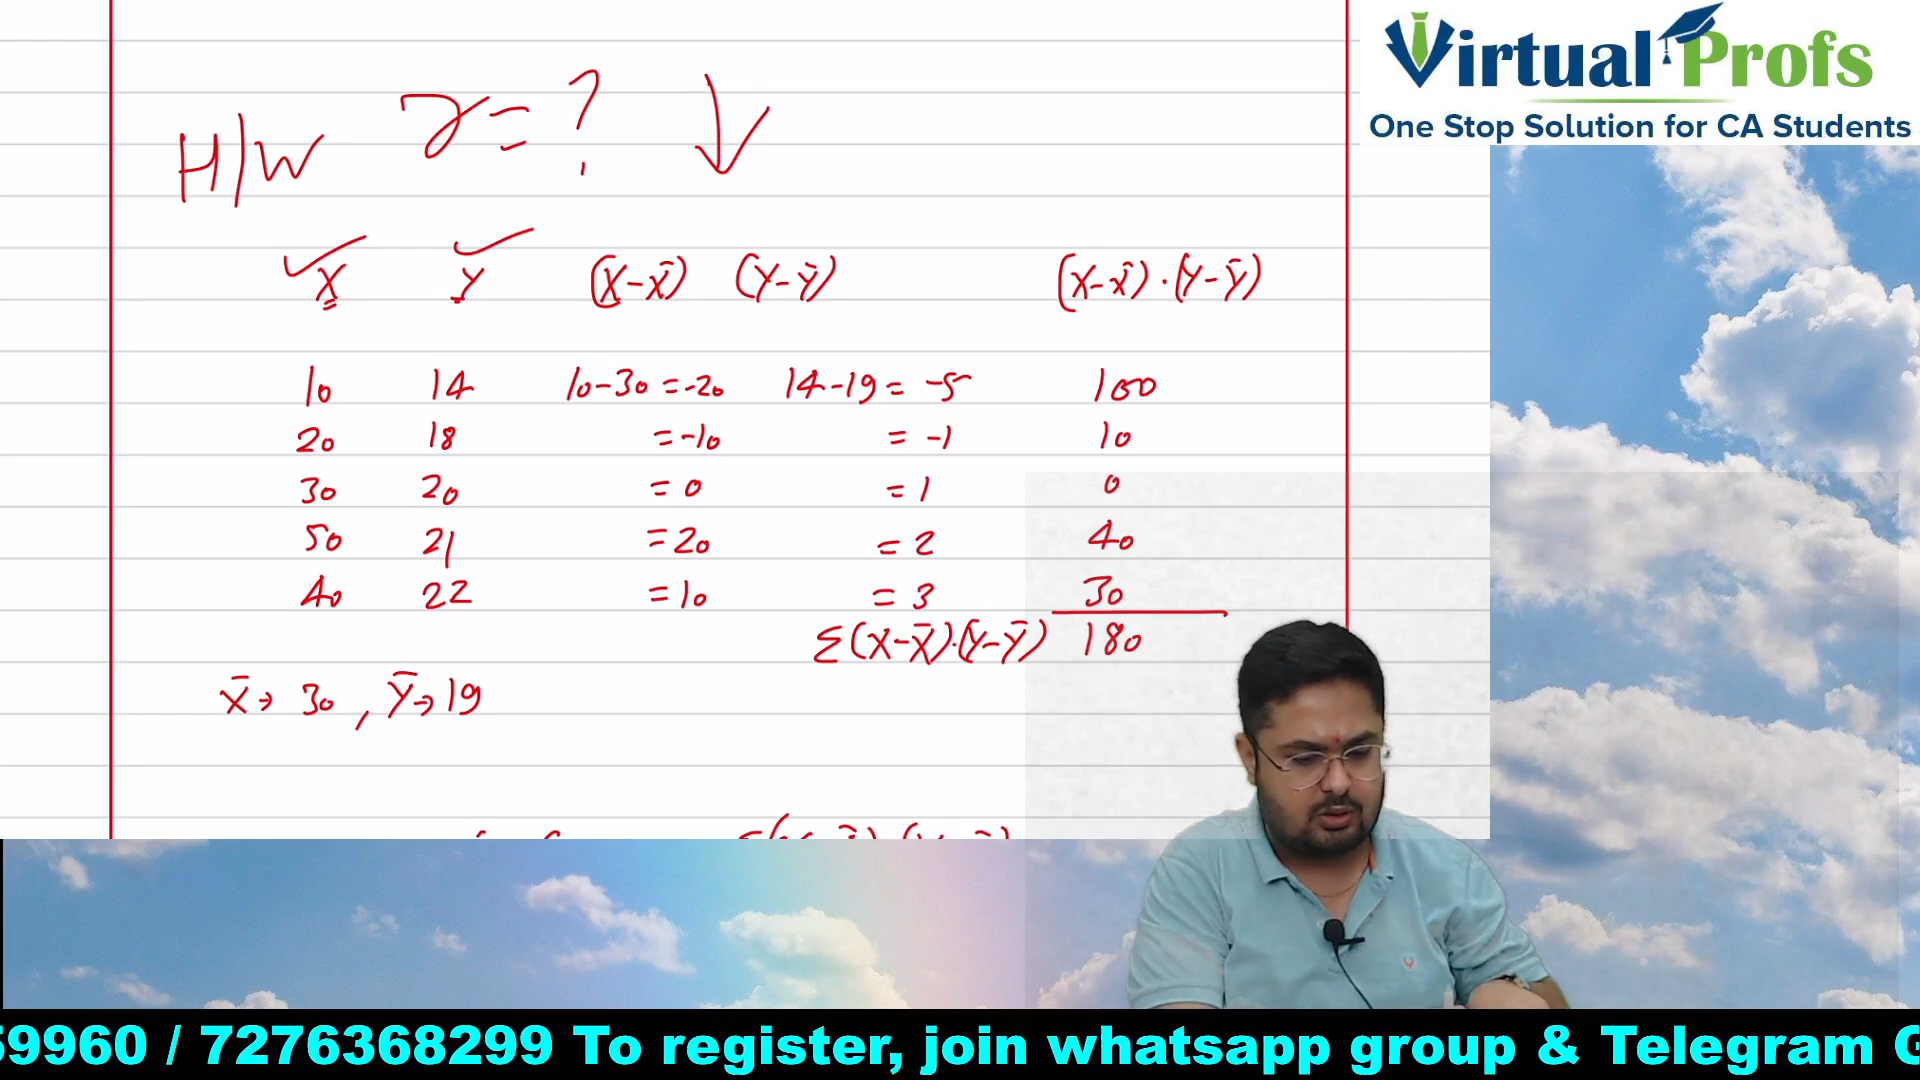 Virtual Profs
One Stop Solution for CA Students
H/W r = ? ↓
X Y (X-X̄) (Y-Ȳ) (X-X̄)·(Y-Ȳ)
10 14 10-30 = -20 14-19 = -5 100
20 18 = -10 = -1 10
30 20 = 0 = 1 0
50 21 = 20 = 2 40
40 22 = 10 = 3 30
Σ(X-X̄)·(Y-Ȳ) 180
X̄→ 30 , Ȳ→ 19
59960 / 7276368299 To register, join whatsapp group & Telegram G